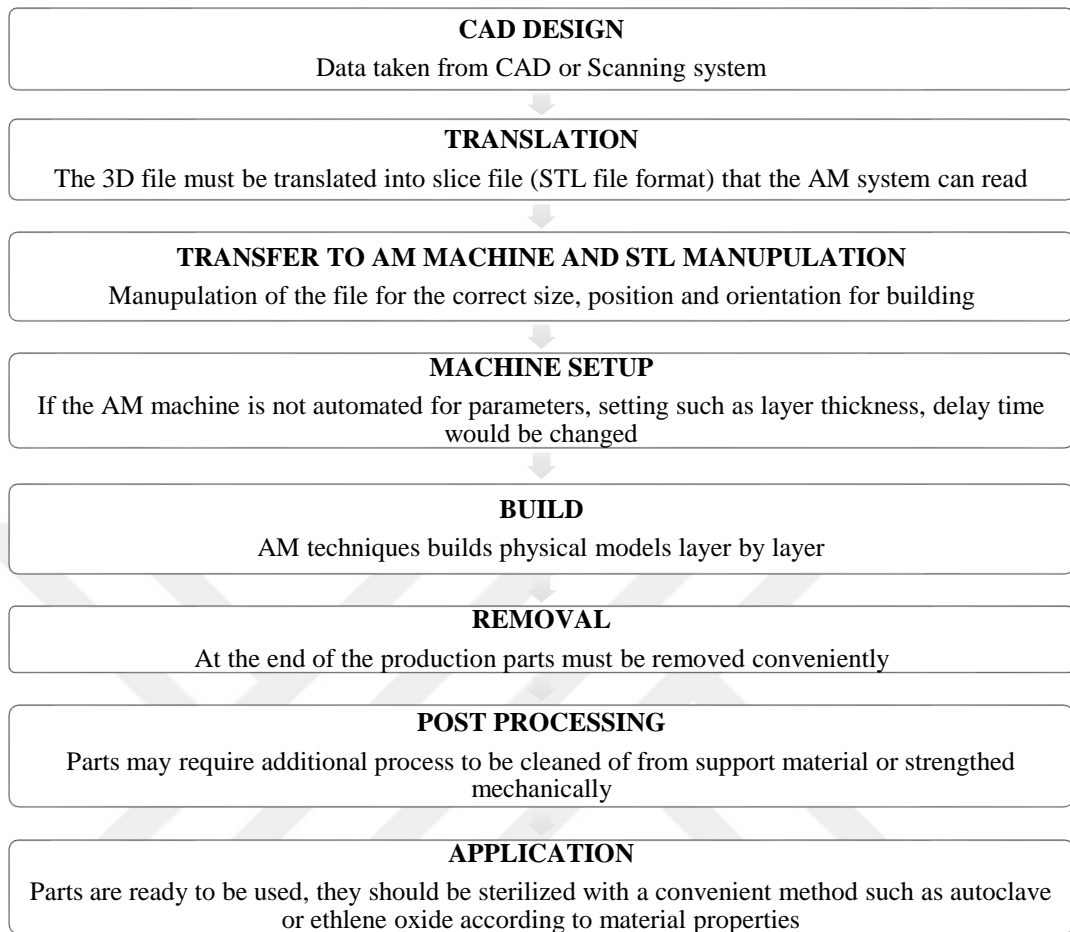 CAD DESIGN
Data taken from CAD or Scanning system
TRANSLATION
The 3D file must be translated into slice file (STL file format) that the AM system can read
TRANSFER TO AM MACHINE AND STL MANUPULATION
Manupulation of the file for the correct size, position and orientation for building
MACHINE SETUP
If the AM machine is not automated for parameters, setting such as layer thickness, delay time
would be changed
BUILD
AM techniques builds physical models layer by layer
REMOVAL
At the end of the production parts must be removed conveniently
POST PROCESSING
Parts may require additional process to be cleaned of from support material or strengthed
mechanically
APPLICATION
Parts are ready to be used, they should be sterilized with a convenient method such as autoclave
or ethlene oxide according to material properties